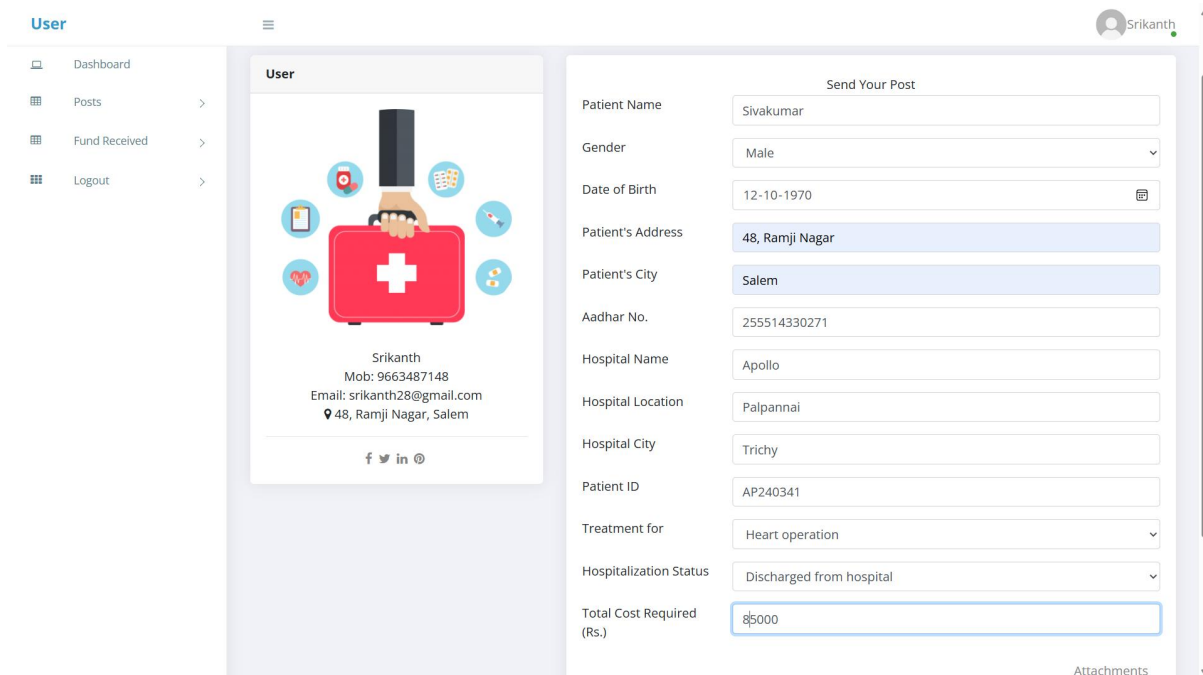 User
Srikanth
Dashboard
Posts
Fund Received
Logout
User
Srikanth
Mob: 9663487148
Email: srikanth28@gmail.com
48, Ramji Nagar, Salem
Send Your Post
Patient Name
Sivakumar
Gender
Male
Date of Birth
12-10-1970
Patient's Address
48, Ramji Nagar
Patient's City
Salem
Aadhar No.
255514330271
Hospital Name
Apollo
Hospital Location
Palpannai
Hospital City
Trichy
Patient ID
AP240341
Treatment for
Heart operation
Hospitalization Status
Discharged from hospital
Total Cost Required
(Rs.)
85000
Attachments